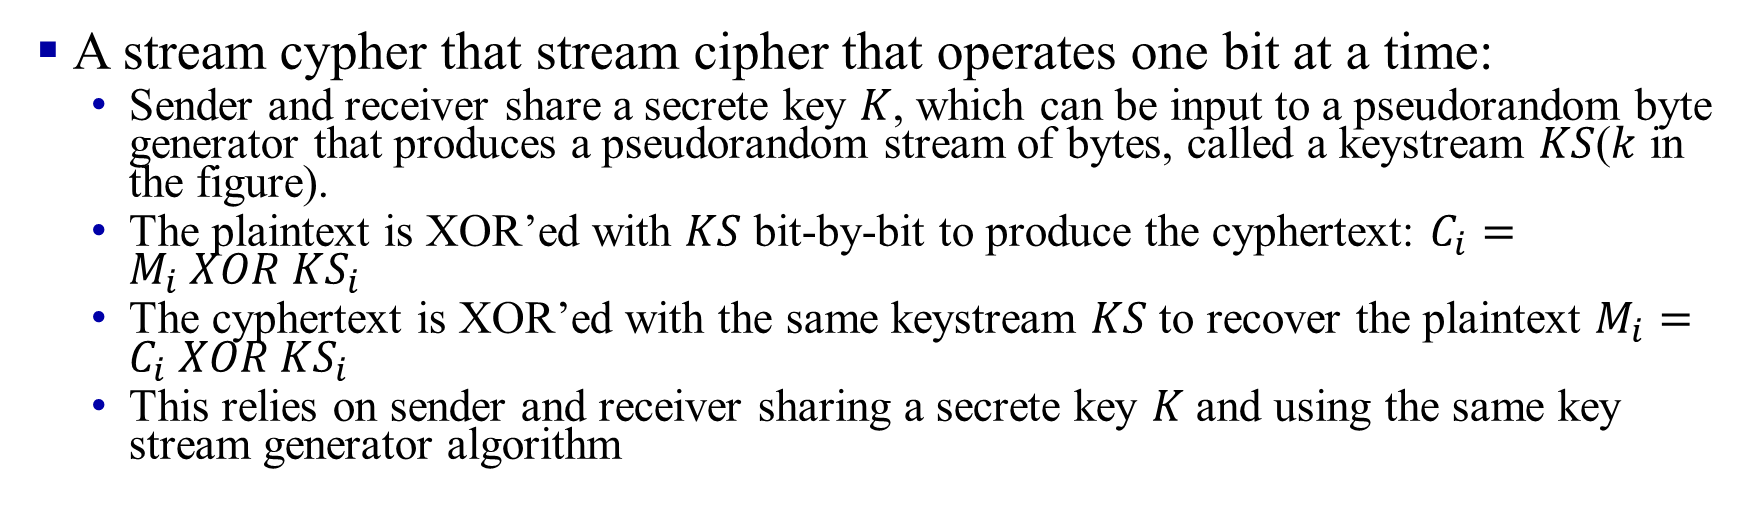 ▪ A stream cypher that stream cipher that operates one bit at a time:
• Sender and receiver share a secrete key K, which can be input to a pseudorandom byte
generator that produces a pseudorandom stream of bytes, called a keystream KS(k in
the figure).
• The plaintext is XOR’ed with KS bit-by-bit to produce the cyphertext: Cᵢ =
Mᵢ XOR KSᵢ
• The cyphertext is XOR’ed with the same keystream KS to recover the plaintext Mᵢ =
Cᵢ XOR KSᵢ
• This relies on sender and receiver sharing a secrete key K and using the same key
stream generator algorithm